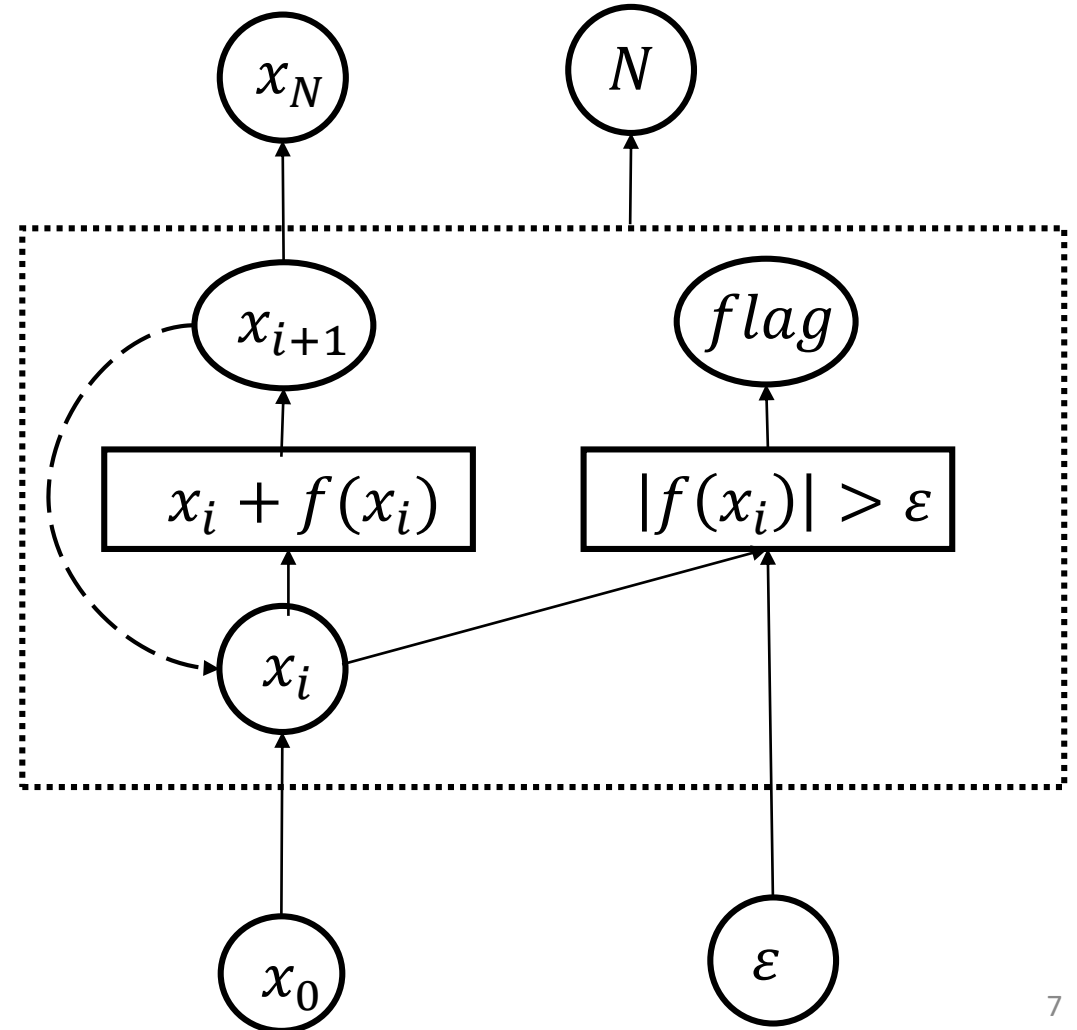 x_N
N
x_{i+1}
flag
x_i + f(x_i)
|f(x_i)| > ε
x_i
x_0
ε
7